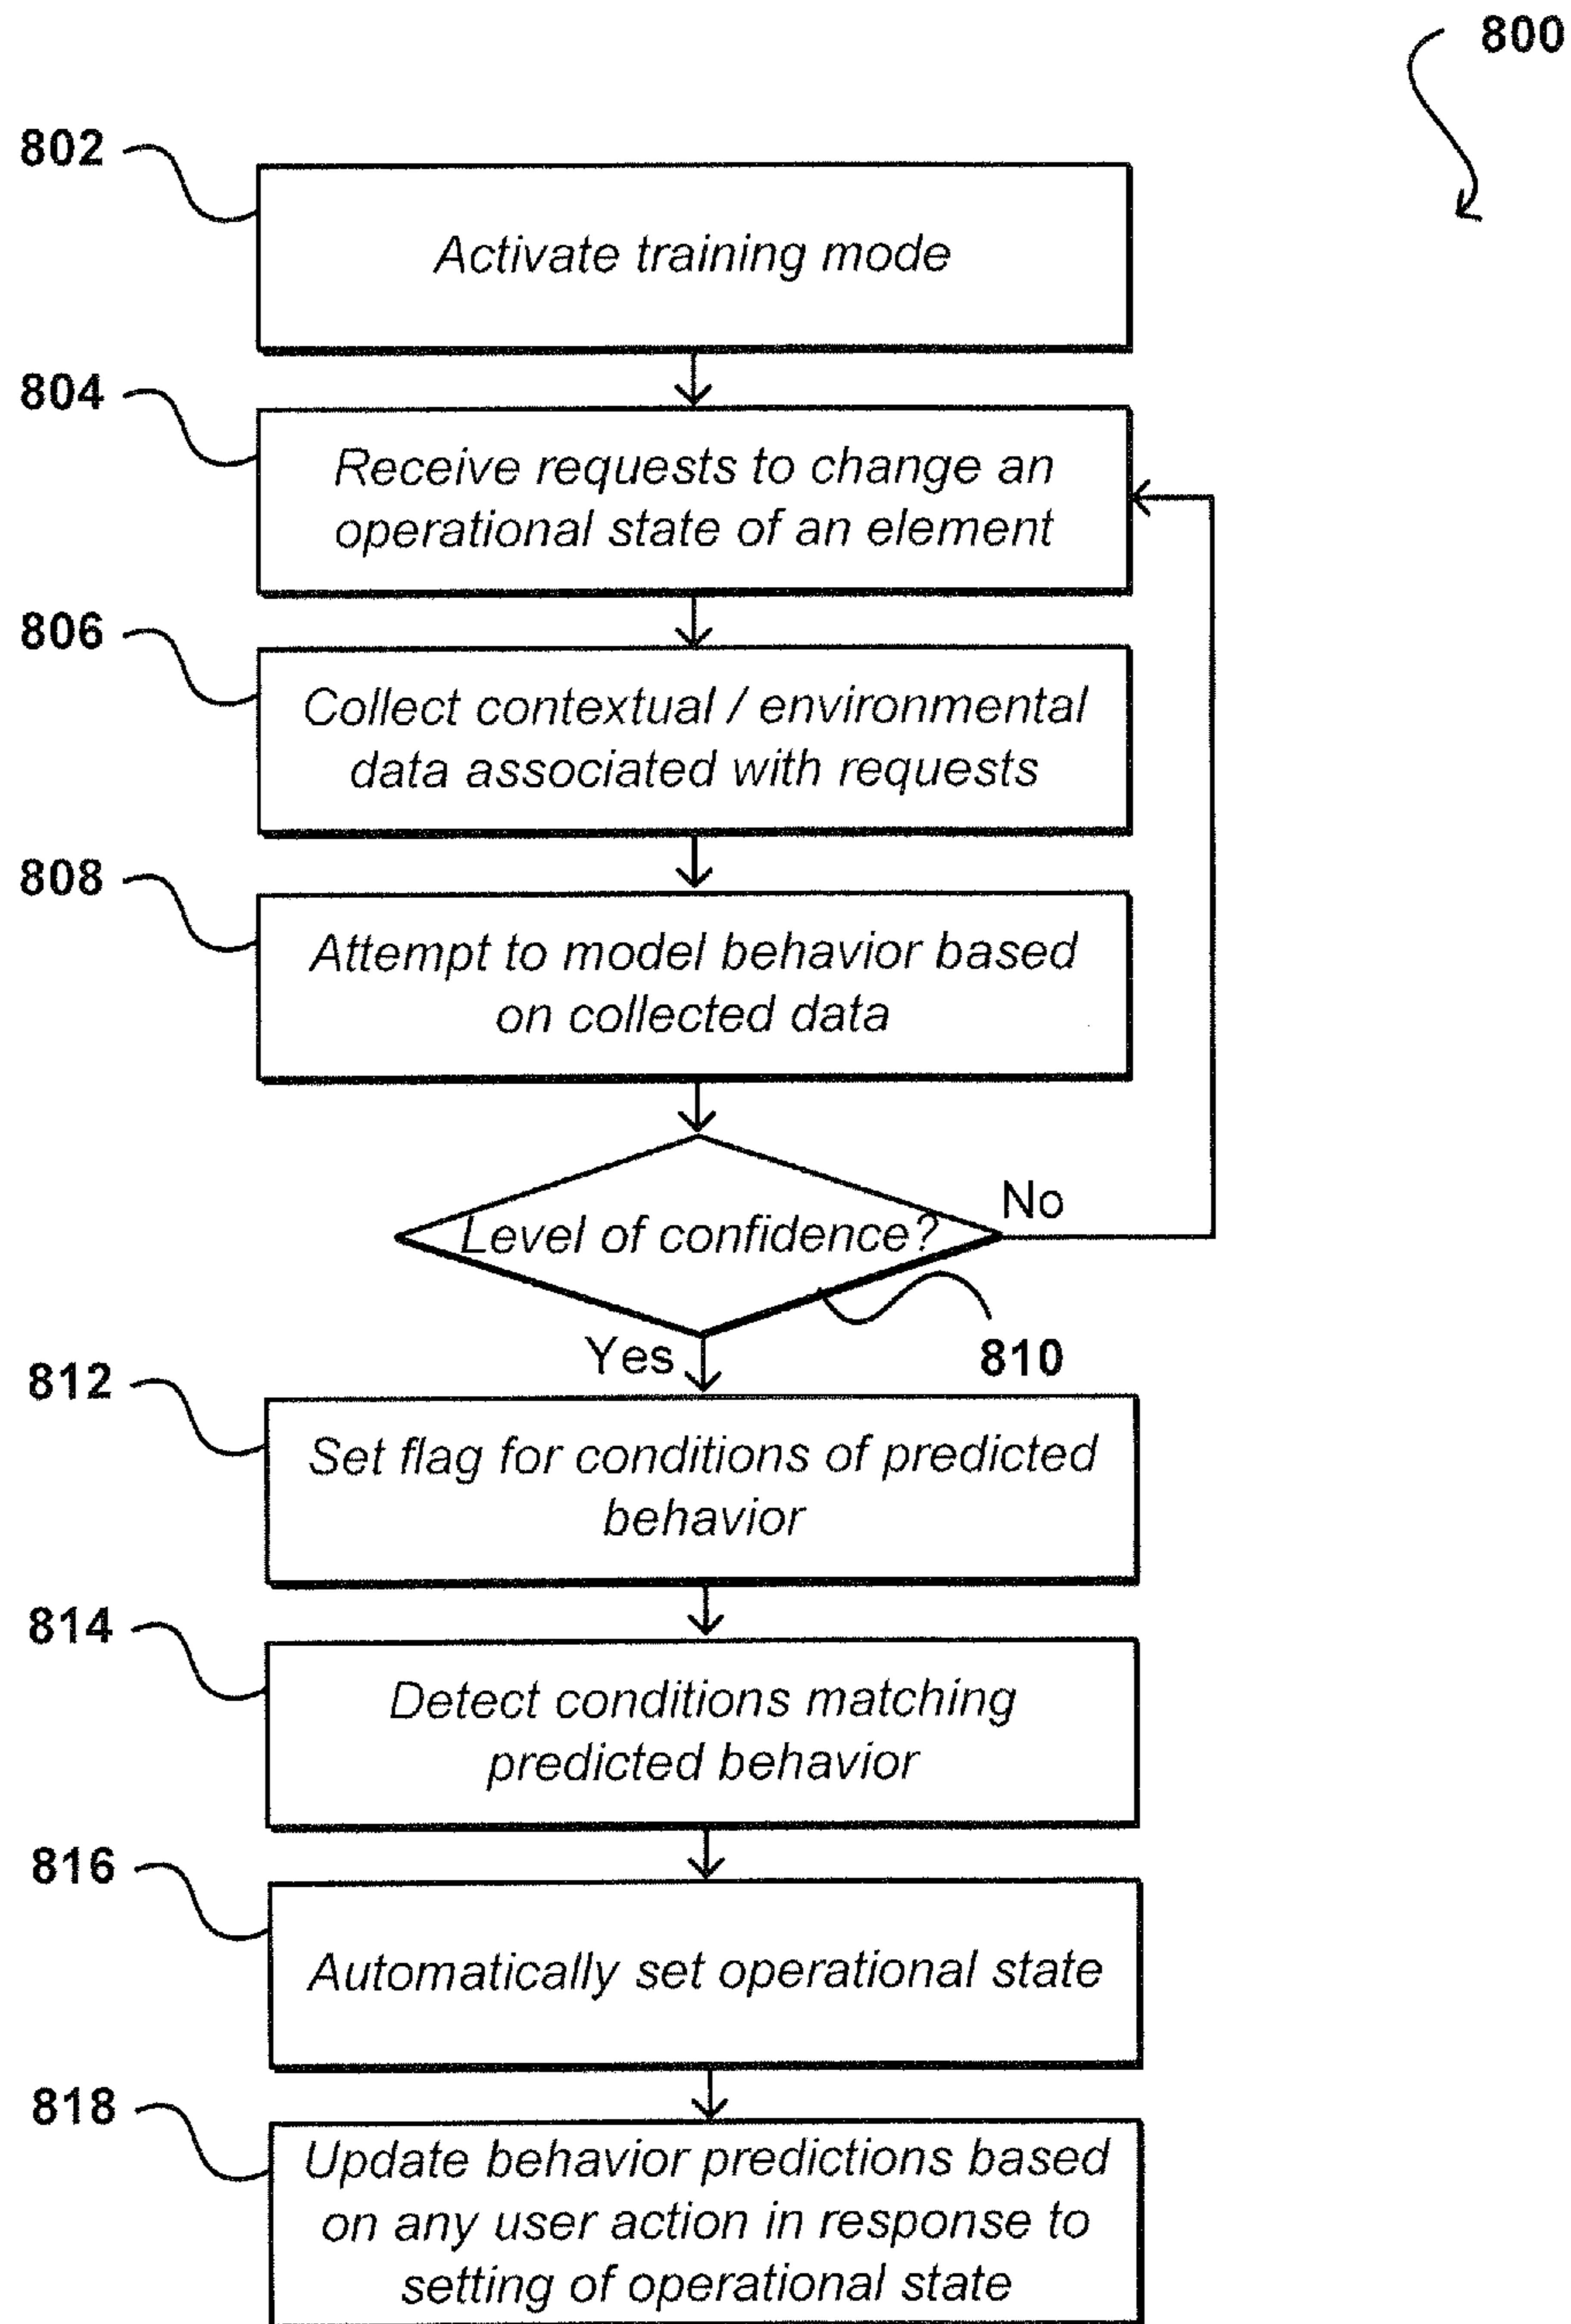 800
802
Activate training mode
804
Receive requests to change an
operational state of an element
806
Collect contextual / environmental
data associated with requests
808
Attempt to model behavior based
on collected data
Level of confidence?
No
Yes
810
812
Set flag for conditions of predicted
behavior
814
Detect conditions matching
predicted behavior
816
Automatically set operational state
818
Update behavior predictions based
on any user action in response to
setting of operational state